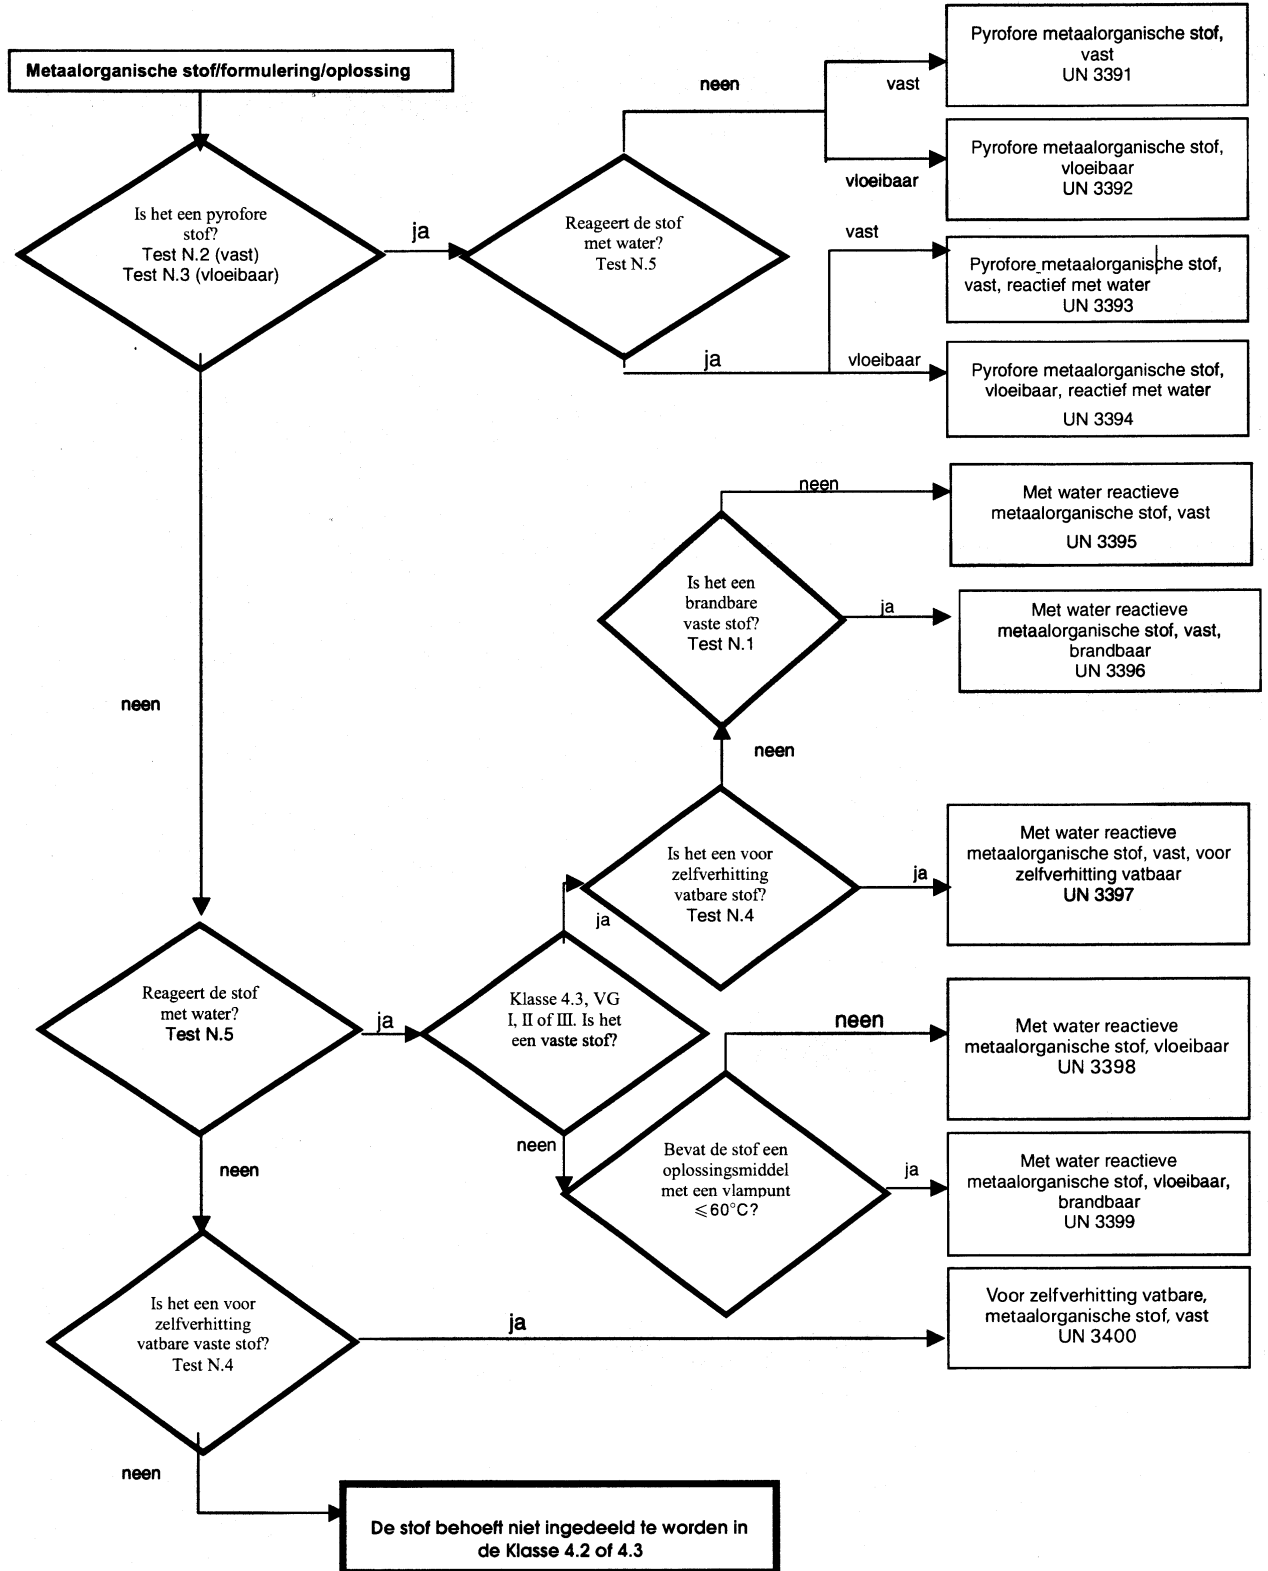 Metaalorganische stof/formulering/oplossing
Is het een pyrofore
stof?
Test N.2 (vast)
Test N.3 (vloeibaar)
ja
Reageert de stof
met water?
Test N.5
neen
vast
Pyrofore metaalorganische stof,
vast
UN 3391
vloeibaar
Pyrofore metaalorganische stof,
vloeibaar
UN 3392
ja
vast
Pyrofore metaalorganische stof,
vast, reactief met water
UN 3393
vloeibaar
Pyrofore metaalorganische stof,
vloeibaar, reactief met water
UN 3394
neen
Met water reactieve
metaalorganische stof, vast
UN 3395
Is het een
brandbare
vaste stof?
Test N.1
ja
Met water reactieve
metaalorganische stof, vast,
brandbaar
UN 3396
neen
neen
Is het een voor
zelfverhitting
vatbare stof?
Test N.4
ja
Met water reactieve
metaalorganische stof, vast, voor
zelfverhitting vatbaar
UN 3397
ja
Reageert de stof
met water?
Test N.5
ja
Klasse 4.3, VG
I, II of III. Is het
een vaste stof?
neen
Met water reactieve
metaalorganische stof, vloeibaar
UN 3398
neen
Bevat de stof een
oplossingsmiddel
met een vlampunt
≤60°C?
ja
Met water reactieve
metaalorganische stof, vloeibaar,
brandbaar
UN 3399
neen
Is het een voor
zelfverhitting
vatbare vaste stof?
Test N.4
ja
Voor zelfverhitting vatbare,
metaalorganische stof, vast
UN 3400
neen
De stof behoeft niet ingedeeld te worden in
de Klasse 4.2 of 4.3